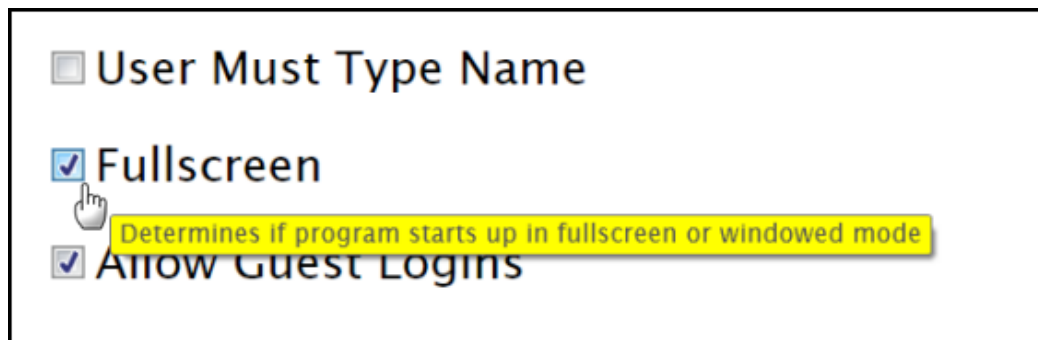 User Must Type Name
Fullscreen
Determines if program starts up in fullscreen or windowed mode
Allow Guest Logins